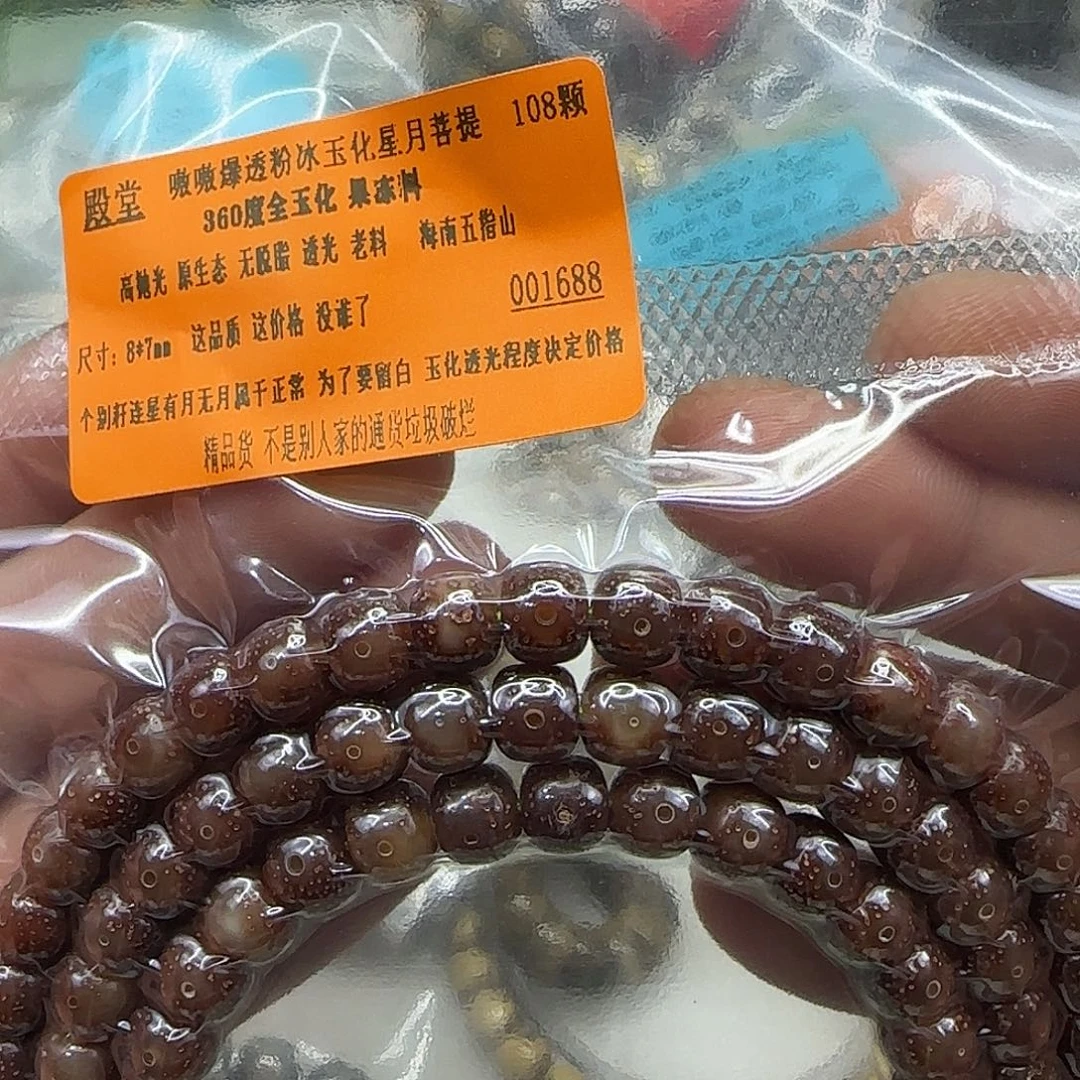 殿堂 嗷嗷爆透粉冰玉化星月菩提 108颗
360度全玉化 果冻料
高抛光 原生态 无脱脂 透光 老料 海南五指山
001688
尺寸：8*7mm 这品质 这价格 没谁了
个别籽连星有月无月属于正常 为了要留白 玉化透光程度决定价格
精品货 不是别人家的通货垃圾破烂